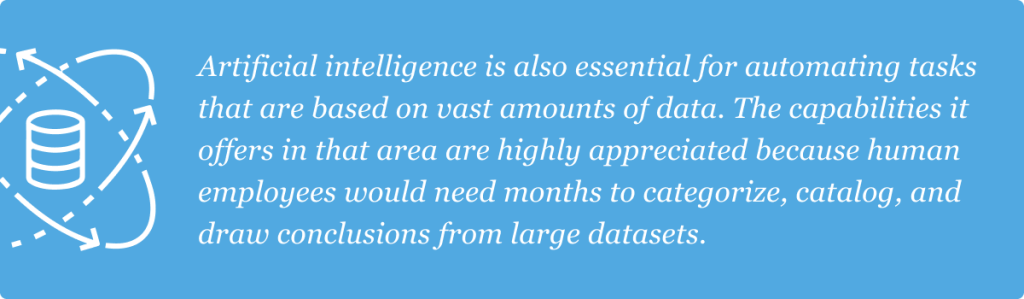 Artificial intelligence is also essential for automating tasks
that are based on vast amounts of data. The capabilities it
offers in that area are highly appreciated because human
employees would need months to categorize, catalog, and
draw conclusions from large datasets.